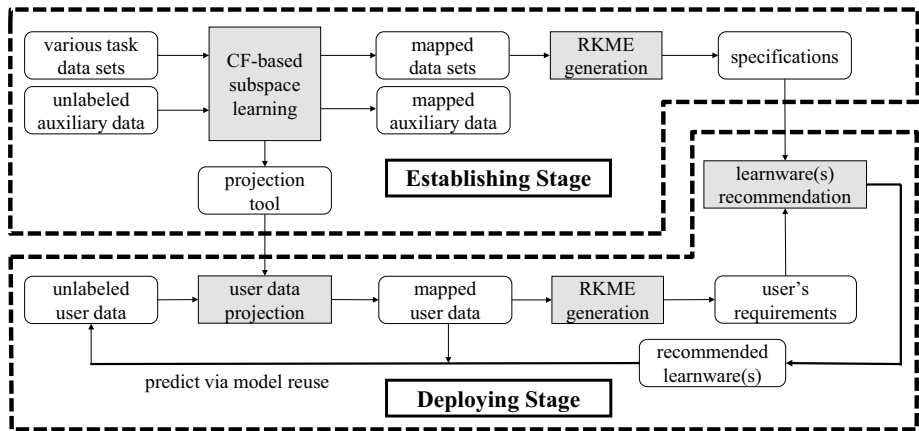 various task
data sets
CF-based
subspace
learning
mapped
data sets
RKME
generation
specifications
unlabeled
auxiliary data
mapped
auxiliary data
projection
tool
Establishing Stage
learnware(s)
recommendation
unlabeled
user data
user data
projection
mapped
user data
RKME
generation
user's
requirements
recommended
learnware(s)
predict via model reuse
Deploying Stage